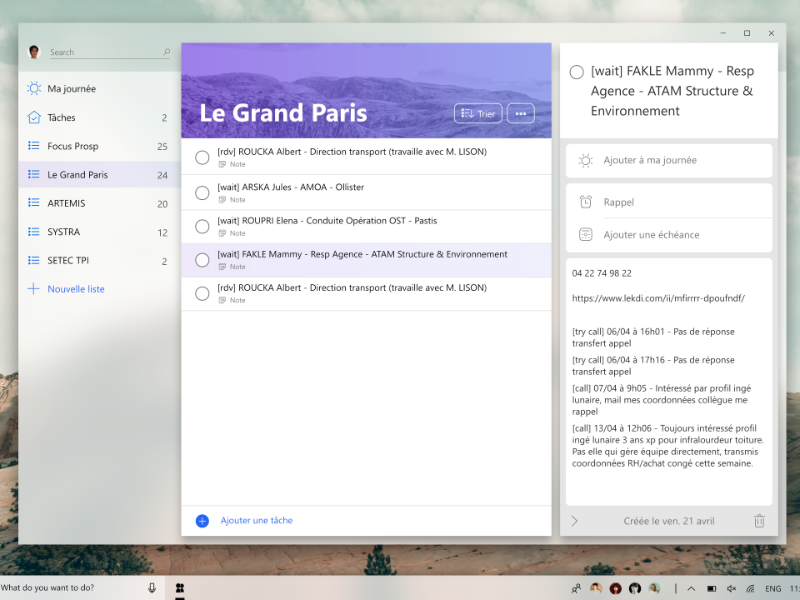 Search
Ma journée
Tâches 2
Focus Prosp 25
Le Grand Paris 24
ARTEMIS 20
SYSTRA 12
SETEC TPI 2
Nouvelle liste
Le Grand Paris
Trier
[rdv] ROUCKA Albert - Direction transport (travaille avec M. LISON)
Note
[wait] ARSKA Jules - AMOA - Ollister
Note
[wait] ROUPRI Elena - Conduite Opération OST - Pastis
Note
[wait] FAKLE Mammy - Resp Agence - ATAM Structure & Environnement
Note
[rdv] ROUCKA Albert - Direction transport (travaille avec M. LISON)
Note
Ajouter une tâche
[wait] FAKLE Mammy - Resp
Agence - ATAM Structure &
Environnement
Ajouter à ma journée
Rappel
Ajouter une échéance
04 22 74 98 22
https://www.lekdi.com/ii/mfirrrr-dpoufndf/
[try call] 06/04 à 16h01 - Pas de réponse
transfert appel
[try call] 06/04 à 17h16 - Pas de réponse
transfert appel
[call] 07/04 à 9h05 - Intéressé par profil ingé
lunaire, mail mes coordonnées collègue me
rappel
[call] 13/04 à 12h06 - Toujours intéressé profil
ingé lunaire 3 ans xp pour infralourdeur toiture.
Pas elle qui gère équipe directement, transmis
coordonnées RH/achat congé cette semaine.
Créée le ven. 21 avril
What do you want to do?
ENG 11: